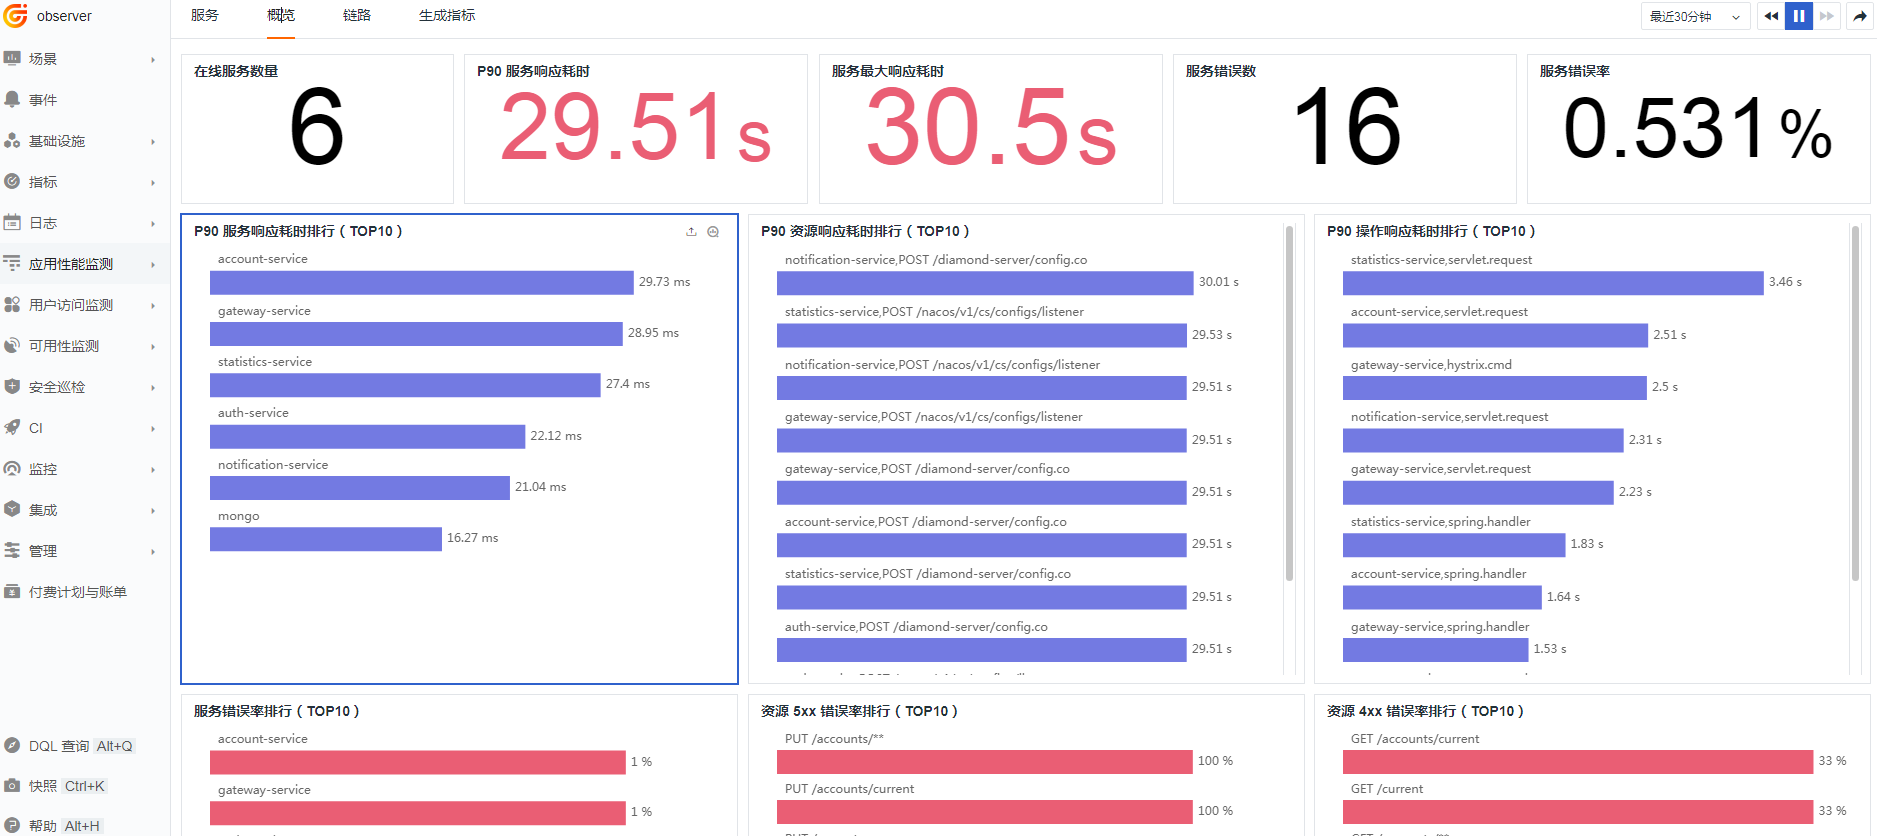 observer
服务
概览
链路
生成指标
最近30分钟
场景
事件
基础设施
指标
日志
应用性能监测
用户访问监测
可用性监测
安全巡检
CI
监控
集成
管理
付费计划与账单
DQL 查询 Alt+Q
快照 Ctrl+K
帮助 Alt+H
在线服务数量
6
P90 服务响应耗时
29.51 s
服务最大响应耗时
30.5 s
服务错误数
16
服务错误率
0.531 %
P90 服务响应耗时排行（TOP10）
account-service
29.73 ms
gateway-service
28.95 ms
statistics-service
27.4 ms
auth-service
22.12 ms
notification-service
21.04 ms
mongo
16.27 ms
P90 资源响应耗时排行（TOP10）
notification-service,POST /diamond-server/config.co
30.01 s
statistics-service,POST /nacos/v1/cs/configs/listener
29.53 s
notification-service,POST /nacos/v1/cs/configs/listener
29.51 s
gateway-service,POST /nacos/v1/cs/configs/listener
29.51 s
gateway-service,POST /diamond-server/config.co
29.51 s
account-service,POST /diamond-server/config.co
29.51 s
statistics-service,POST /diamond-server/config.co
29.51 s
auth-service,POST /diamond-server/config.co
29.51 s
P90 操作响应耗时排行（TOP10）
statistics-service,servlet.request
3.46 s
account-service,servlet.request
2.51 s
gateway-service,hystrix.cmd
2.5 s
notification-service,servlet.request
2.31 s
gateway-service,servlet.request
2.23 s
statistics-service,spring.handler
1.83 s
account-service,spring.handler
1.64 s
gateway-service,spring.handler
1.53 s
服务错误率排行（TOP10）
account-service
1 %
gateway-service
1 %
资源 5xx 错误率排行（TOP10）
PUT /accounts/**
100 %
PUT /accounts/current
100 %
资源 4xx 错误率排行（TOP10）
GET /accounts/current
33 %
GET /current
33 %